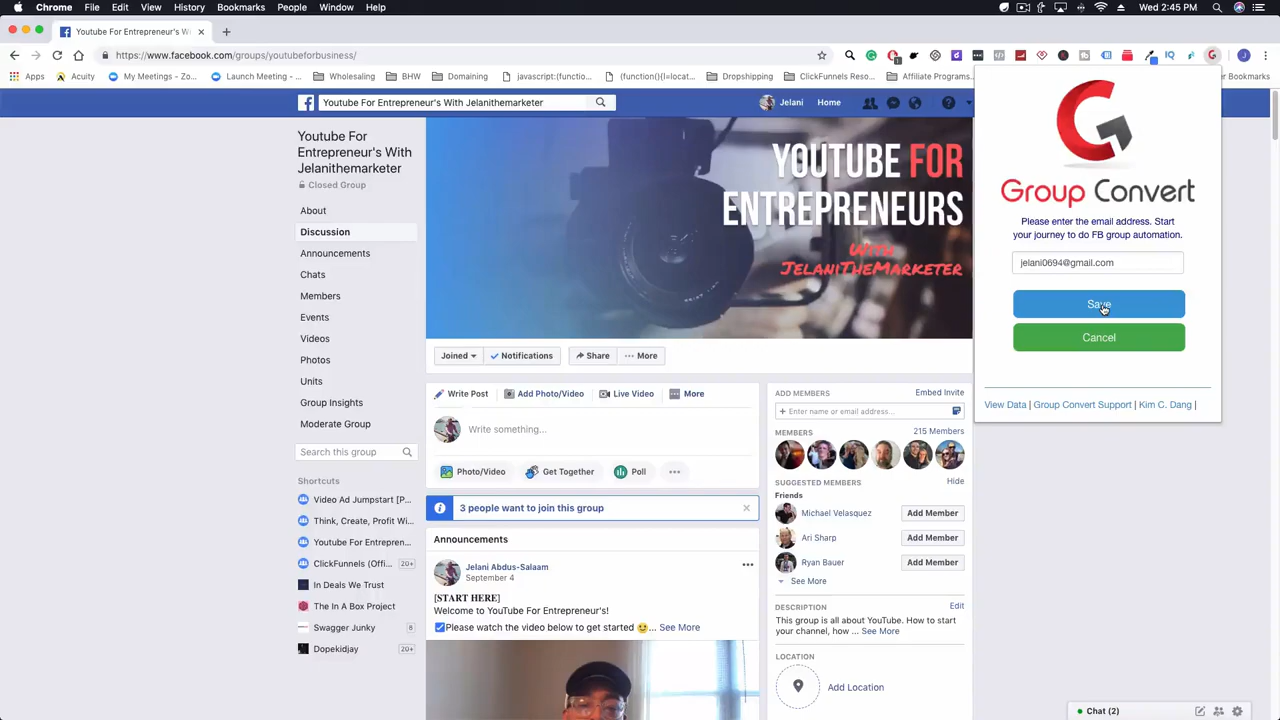 Chrome File Edit View History Bookmarks People Window Help
Wed 2:45 PM
Youtube For Entrepreneur's Wi
https://www.facebook.com/groups/youtubeforbusiness/
Apps Acuity My Meetings - Zo... Launch Meeting - ... Wholesaling BHW Domaining javascript:(functio... (function(){l=locat... Dropshipping ClickFunnels Reso... Affiliate Programs... Bookmarks
Youtube For Entrepreneur's With Jelanithemarketer
Jelani Home
Youtube For
Entrepreneur's With
Jelanithemarketer
Closed Group
About
Discussion
Announcements
Chats
Members
Events
Videos
Photos
Units
Group Insights
Moderate Group
Search this group
Shortcuts
Video Ad Jumpstart [P...
Think, Create, Profit Wi...
Youtube For Entrepren...
ClickFunnels (Offi... 20+
In Deals We Trust
The In A Box Project
Swagger Junky 8
Dopekidjay 20+
YOUTUBE FOR
ENTREPRENEURS
WITH
JELANITHEMARKETER
Joined Notifications Share More
Write Post Add Photo/Video Live Video More
Write something...
Photo/Video Get Together Poll
3 people want to join this group
Announcements
Jelani Abdus-Salaam
September 4
[START HERE]
Welcome to YouTube For Entrepreneur's!
Please watch the video below to get started ... See More
ADD MEMBERS Embed Invite
+ Enter name or email address...
MEMBERS 215 Members
SUGGESTED MEMBERS Hide
Friends
Michael Velasquez Add Member
Ari Sharp Add Member
Ryan Bauer Add Member
See More
DESCRIPTION Edit
This group is all about YouTube. How to start
your channel, how ... See More
LOCATION
Add Location
Group Convert
Please enter the email address. Start
your journey to do FB group automation.
jelani0694@gmail.com
Save
Cancel
View Data | Group Convert Support | Kim C. Dang |
Chat (2)